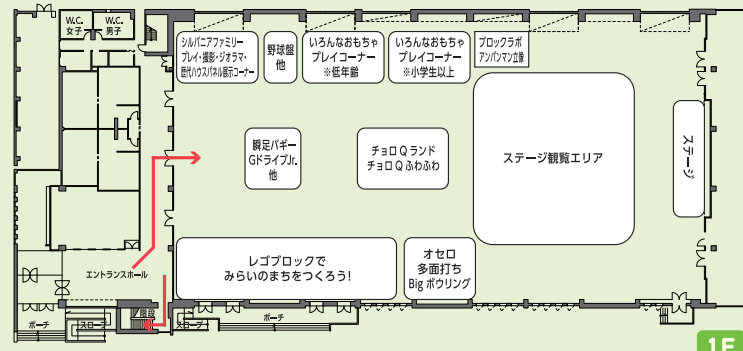 W.C.
女子
W.C.
男子
シルバニアファミリー
プレイ・撮影・ジオラマ・
歴代ハウスパネル展示コーナー
野球盤
他
いろんなおもちゃ
プレイコーナー
※低年齢
いろんなおもちゃ
プレイコーナー
※小学生以上
ブロックラボ
アンパンマン立像
瞬足バギー
GドライブJr.
他
チョロQ ランド
チョロQ ふわふわ
ステージ観覧エリア
ステージ
レゴブロックで
みらいのまちをつくろう!
オセロ
多面打ち
Big ボウリング
エントランスホール
階段
ポーチ
スロープ
スロープ
ポーチ
1F